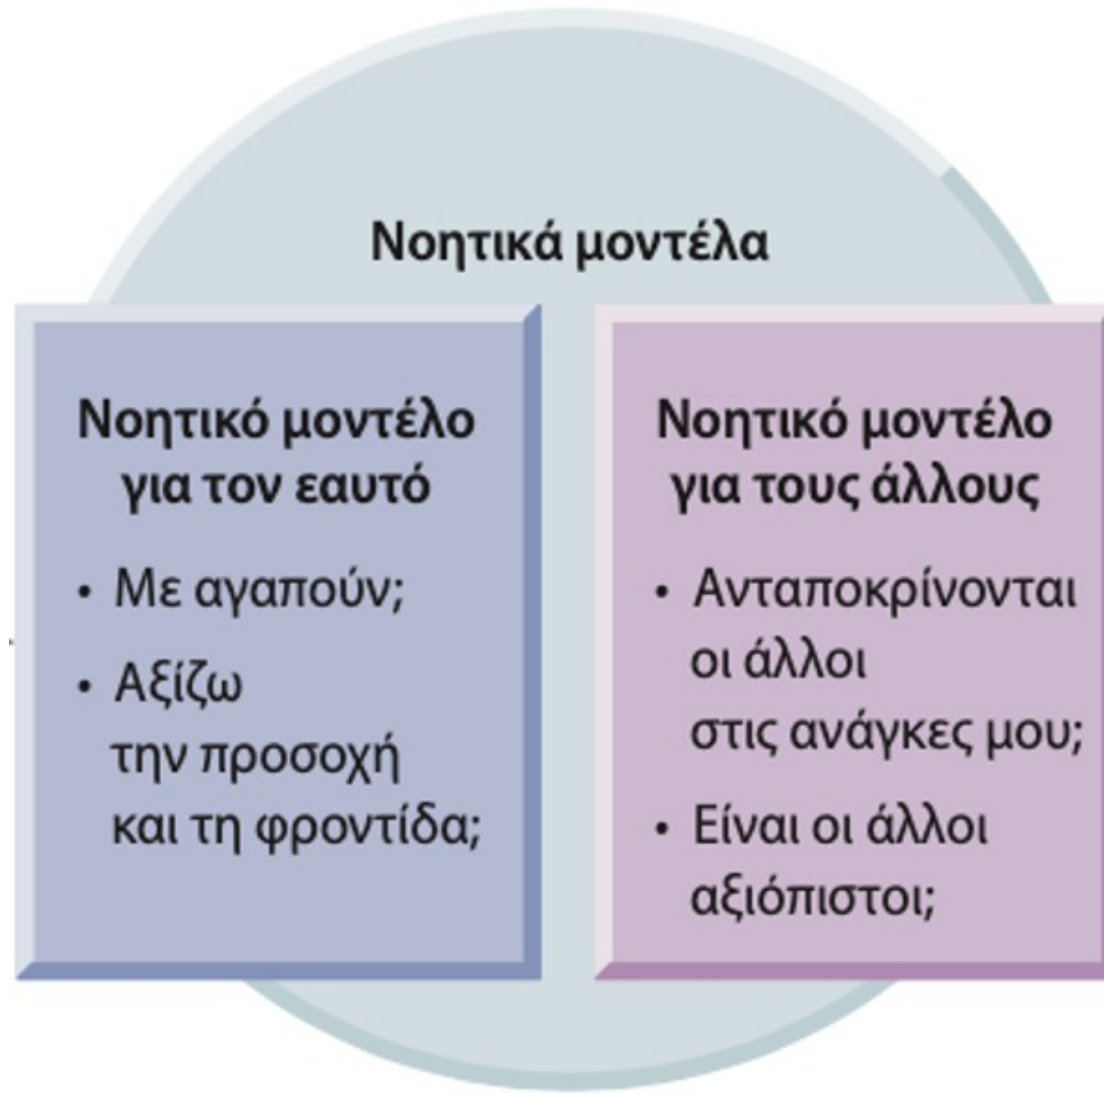 Νοητικά μοντέλα
Νοητικό μοντέλο
για τον εαυτό
• Με αγαπούν;
• Αξίζω
την προσοχή
και τη φροντίδα;
Νοητικό μοντέλο
για τους άλλους
• Ανταποκρίνονται
οι άλλοι
στις ανάγκες μου;
• Είναι οι άλλοι
αξιόπιστοι;